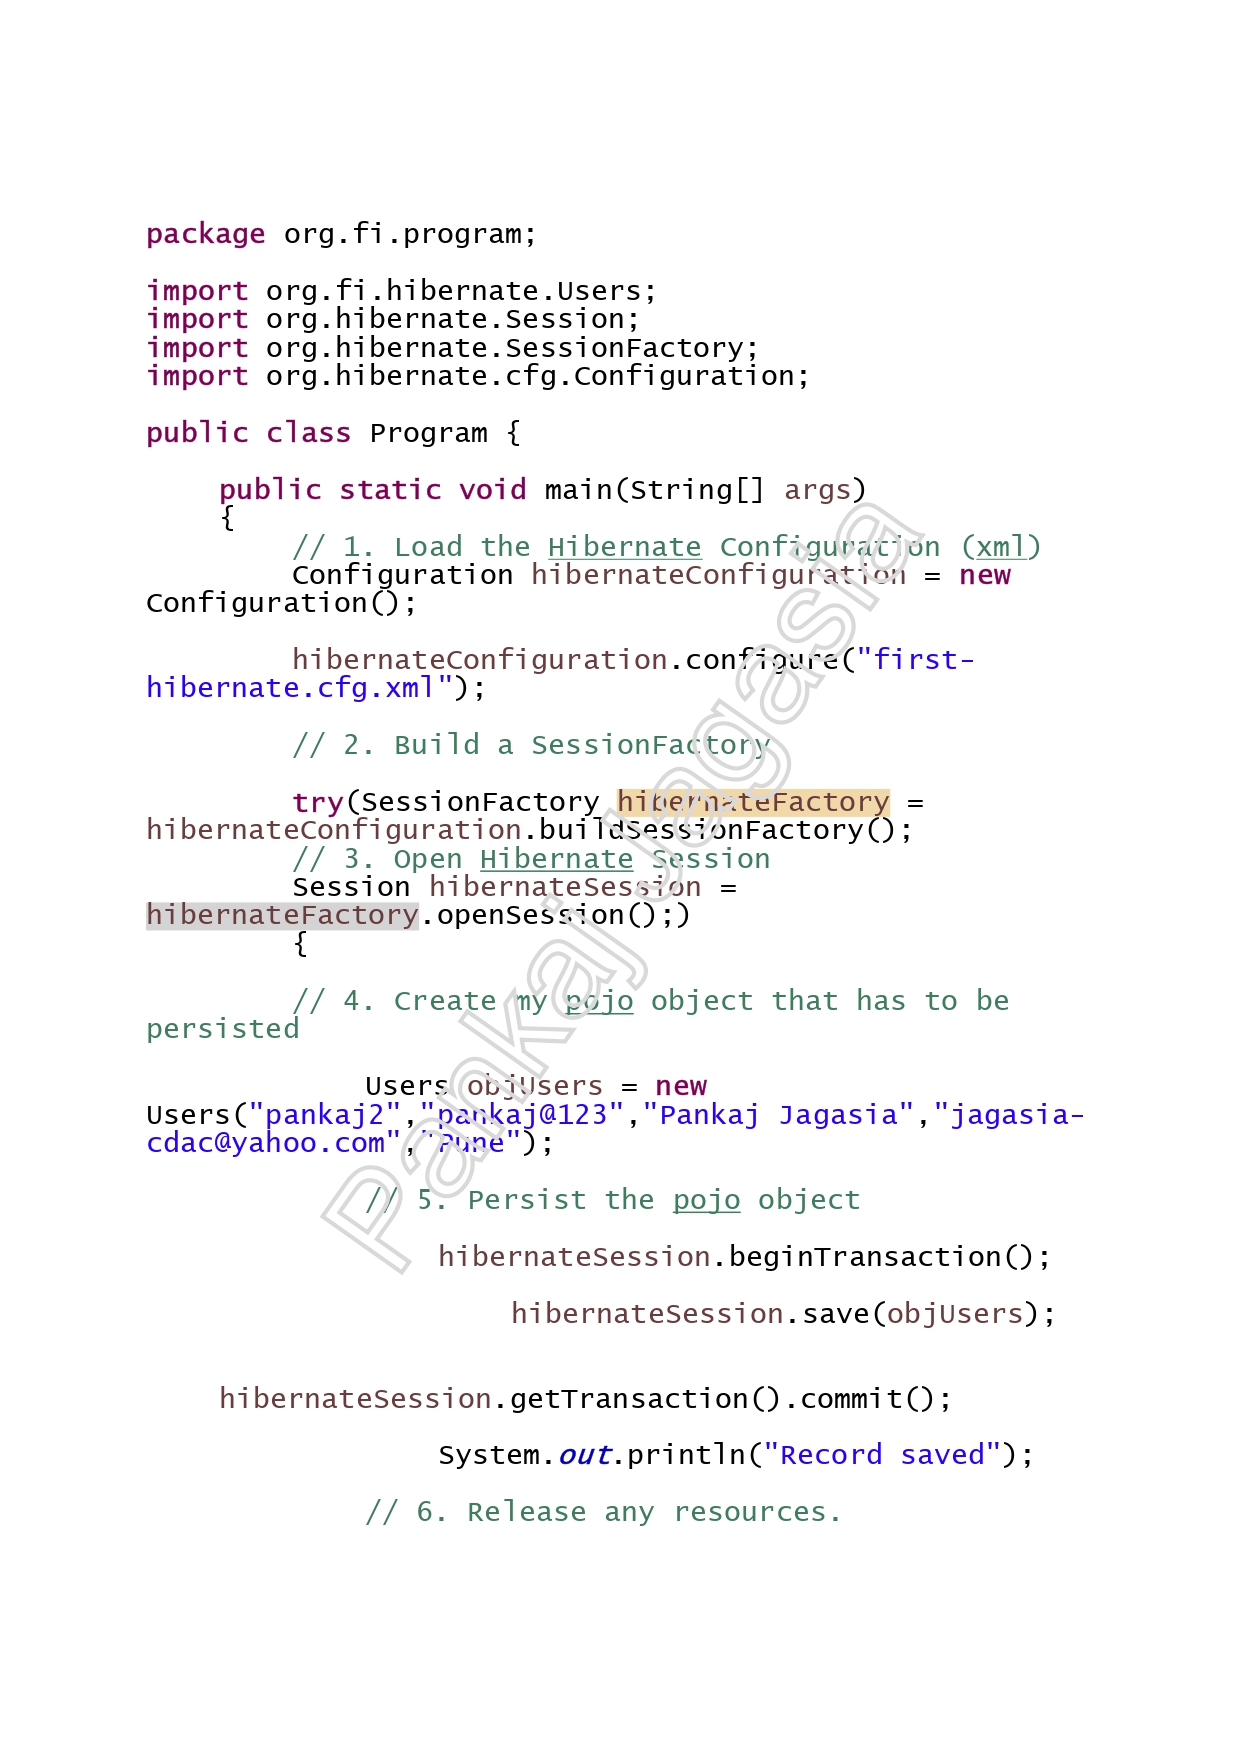 package org.fi.program;
import org.fi.hibernate.Users;
import org.hibernate.Session;
import org.hibernate.SessionFactory;
import org.hibernate.cfg.Configuration;
public class Program {
public static void main(String[] args)
{
// 1. Load the Hibernate Configuration (xml)
Configuration hibernateConfiguration = new
Configuration();
hibernateConfiguration.configure("first-
hibernate.cfg.xml");
// 2. Build a SessionFactory
try(SessionFactory hibernateFactory =
hibernateConfiguration.buildSessionFactory();
// 3. Open Hibernate Session
Session hibernateSession =
hibernateFactory.openSession();)
{
// 4. Create my pojo object that has to be
persisted
Users objUsers = new
Users("pankaj2","pankaj@123","Pankaj Jagasia","jagasia-
cdac@yahoo.com","Pune");
// 5. Persist the pojo object
hibernateSession.beginTransaction();
hibernateSession.save(objUsers);
hibernateSession.getTransaction().commit();
System.out.println("Record saved");
// 6. Release any resources.
Pankaj Jagasia